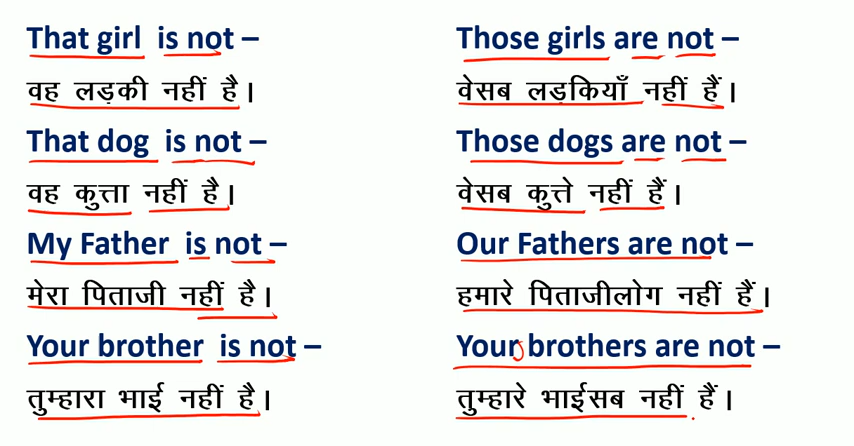 That girl is not –
वह लड़की नहीं है।
That dog is not –
वह कुत्ता नहीं है।
My Father is not –
मेरा पिताजी नहीं है।
Your brother is not –
तुम्हारा भाई नहीं है।
Those girls are not –
वेसब लड़कियाँ नहीं हैं।
Those dogs are not –
वेसब कुत्ते नहीं हैं।
Our Fathers are not –
हमारे पिताजीलोग नहीं हैं।
Your brothers are not –
तुम्हारे भाईसब नहीं हैं।